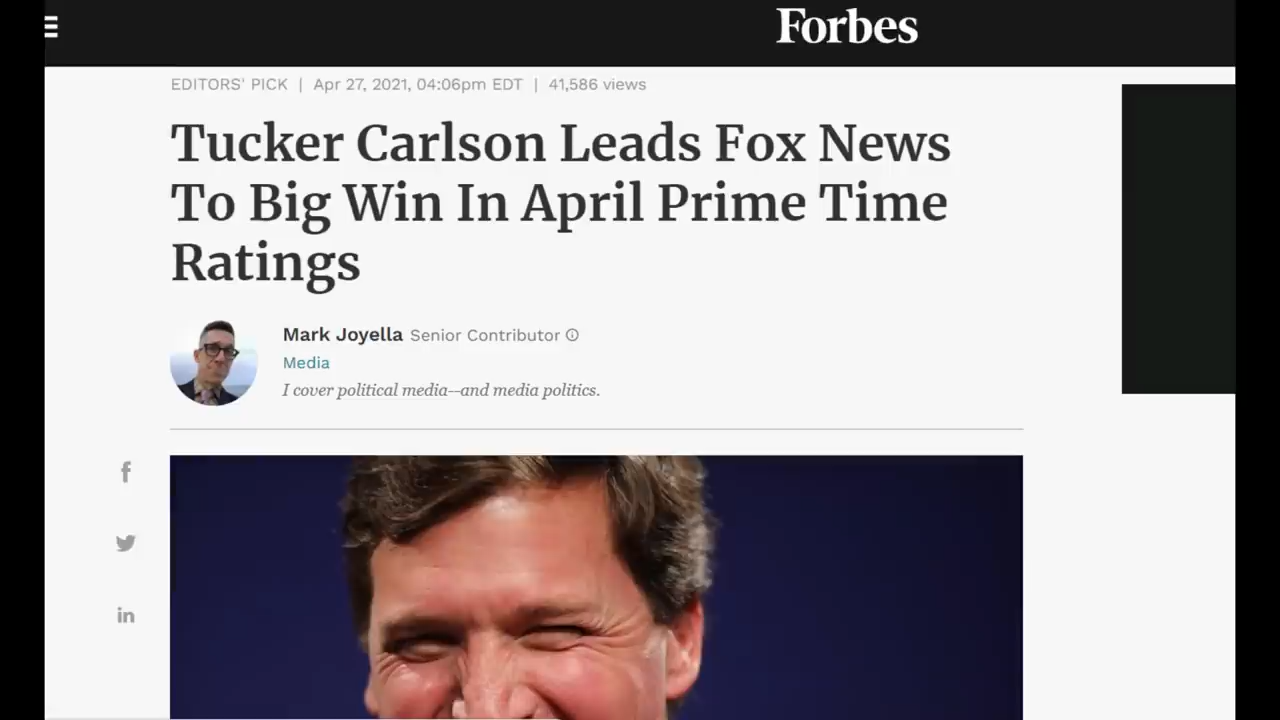 Forbes
EDITORS' PICK | Apr 27, 2021, 04:06pm EDT | 41,586 views
Tucker Carlson Leads Fox News
To Big Win In April Prime Time
Ratings
Mark Joyella Senior Contributor
Media
I cover political media--and media politics.